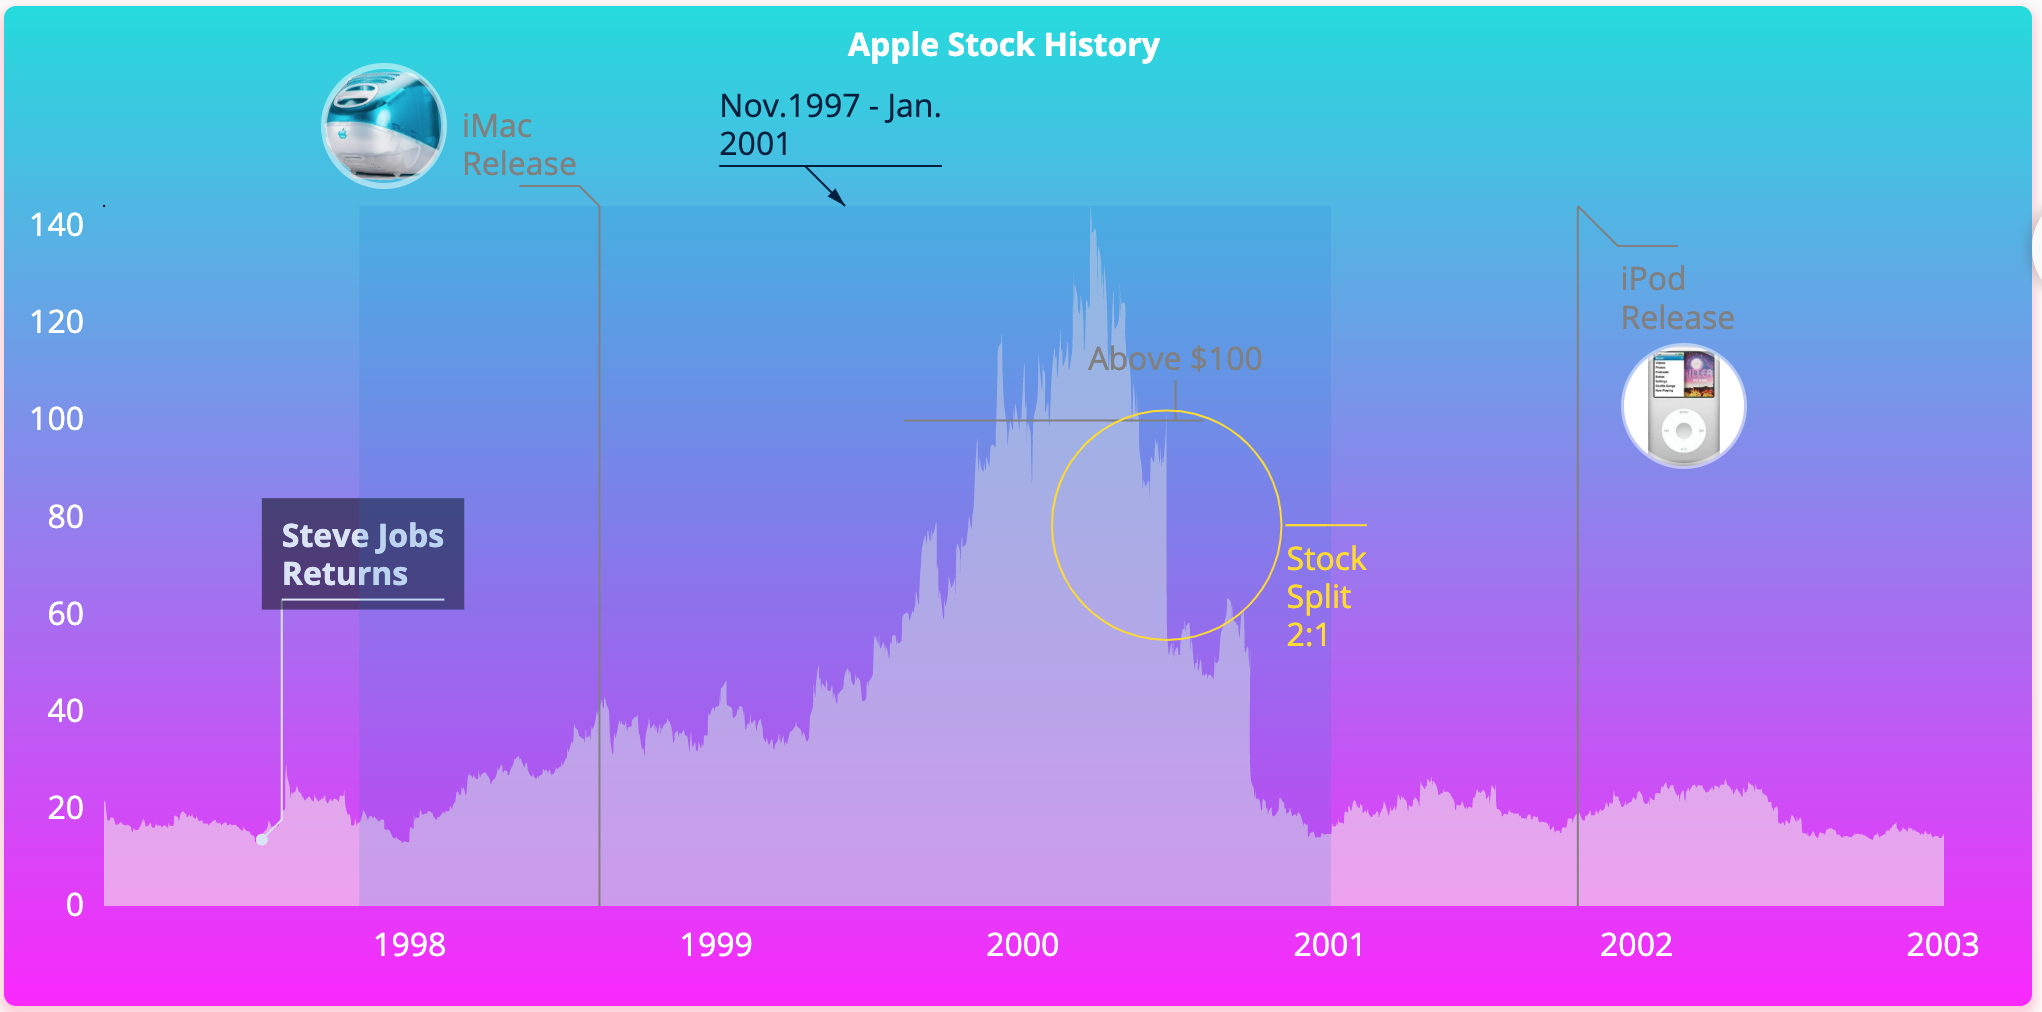 Apple Stock History
Nov.1997 - Jan.
2001
iMac
Release
140
iPod
Release
120
Above $100
100
80
Steve Jobs
Returns
Stock
Split
2:1
60
40
20
0
1998
1999
2000
2001
2002
2003